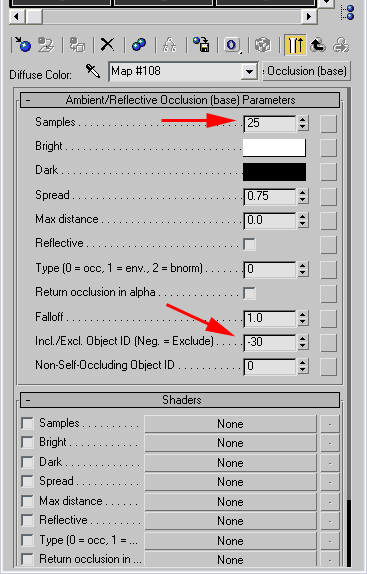 Diffuse Color: Map #108 : Occlusion (base)
- Ambient/Reflective Occlusion (base) Parameters
Samples . . . . . . . . . . . . . . . . . . . . . . . . . . . 25
Bright . . . . . . . . . . . . . . . . . . . . . . . . . . . . .
Dark . . . . . . . . . . . . . . . . . . . . . . . . . . . . . .
Spread . . . . . . . . . . . . . . . . . . . . . . . . . . . . 0.75
Max distance . . . . . . . . . . . . . . . . . . . . . . . 0.0
Reflective . . . . . . . . . . . . . . . . . . . . . . . . . .
Type (0 = occ, 1 = env., 2 = bnorm) . . . . . . 0
Return occlusion in alpha . . . . . . . . . . . . . .
Falloff . . . . . . . . . . . . . . . . . . . . . . . . . . . . . 1.0
Incl./Excl. Object ID (Neg. = Exclude) . . . . . -30
Non-Self-Occluding Object ID . . . . . . . . . . 0
- Shaders
Samples . . . . . . . . . . . None -
Bright . . . . . . . . . . . . . None -
Dark . . . . . . . . . . . . . . None -
Spread . . . . . . . . . . . . None -
Max distance . . . . . . . None -
Reflective . . . . . . . . . . None -
Type (0 = occ, 1 = ... None -
Return occlusion in ... None -